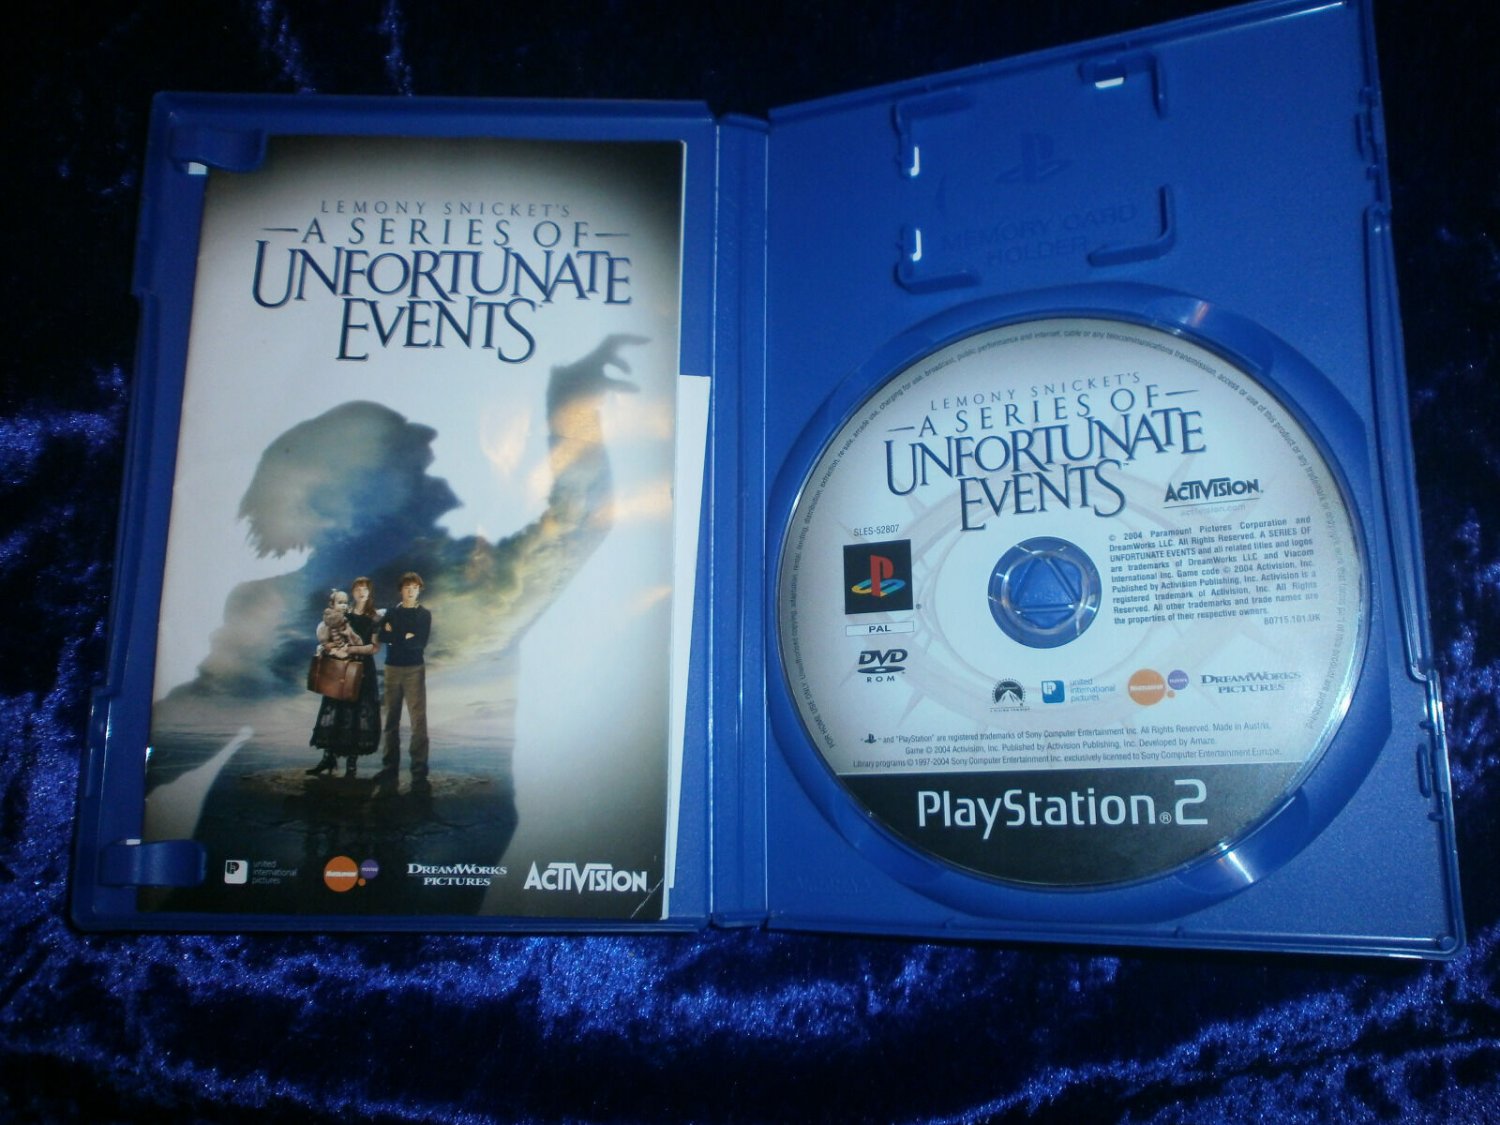 LEMONY SNICKET'S
A SERIES OF
UNFORTUNATE
EVENTS
united
international
pictures
NICKELODEON
movies
DREAMWORKS
PICTURES
ACTIVISION
MEMORY CARD
HOLDER
LEMONY SNICKET'S
A SERIES OF
UNFORTUNATE
EVENTS™
ACTIVISION.
activision.com
SLES-52807
PAL
DVD
ROM
© 2004 Paramount Pictures Corporation and
DreamWorks LLC. All Rights Reserved. A SERIES OF
UNFORTUNATE EVENTS and all related titles and logos
are trademarks of DreamWorks LLC and Viacom
International Inc. Game code © 2004 Activision, Inc.
Published by Activision Publishing, Inc. Activision is a
registered trademark of Activision, Inc. All Rights
Reserved. All other trademarks and trade names are
the properties of their respective owners.
80715.101.UK
united
international
pictures
NICKELODEON
movies
DREAMWORKS
PICTURES
"PlayStation" are registered trademarks of Sony Computer Entertainment Inc. All Rights Reserved. Made in Austria.
Game © 2004 Activision, Inc. Published by Activision Publishing, Inc. Developed by Amaze.
Library programs © 1997-2004 Sony Computer Entertainment Inc. exclusively licensed to Sony Computer Entertainment Europe.
PlayStation®2